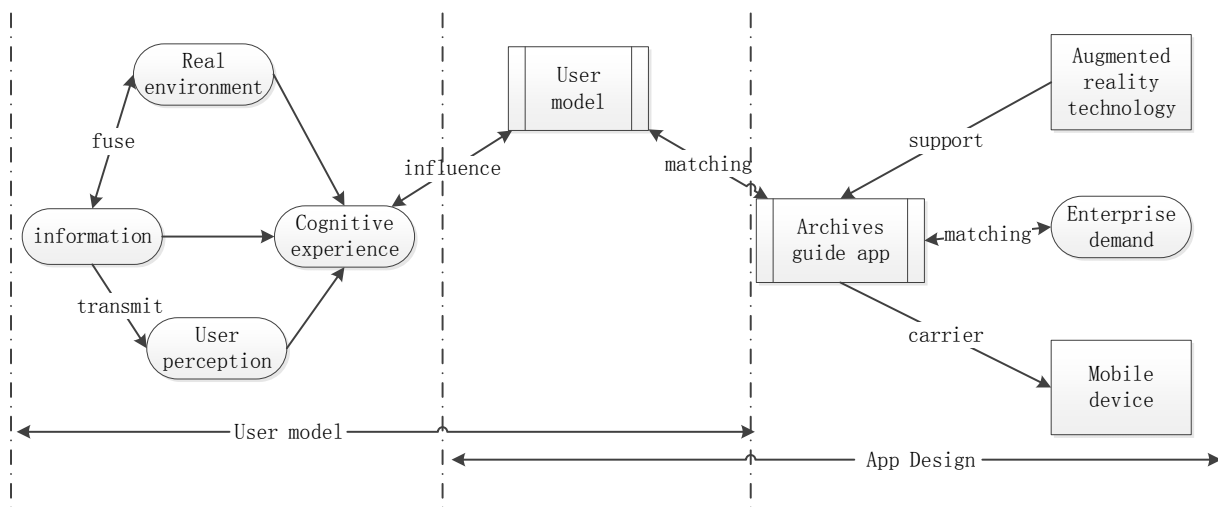 Real
environment
fuse
information
Cognitive
experience
transmit
User
perception
influence
User
model
matching
Archives
guide app
support
Augmented
reality
technology
matching
Enterprise
demand
carrier
Mobile
device
User model
App Design